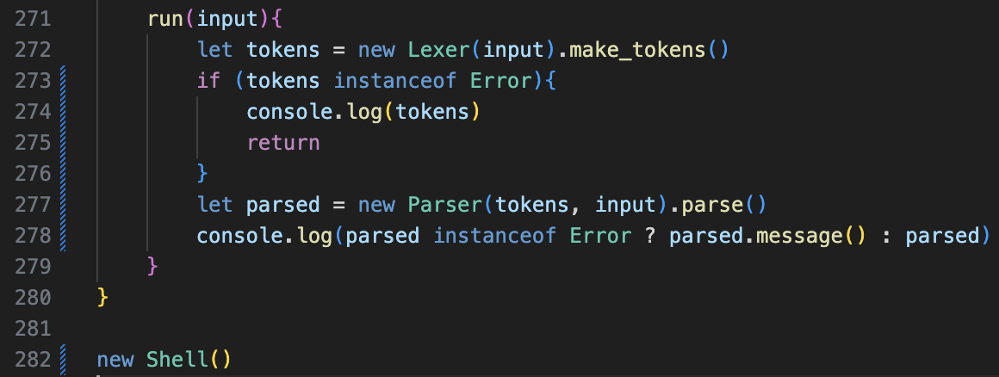 271 run(input){
272 let tokens = new Lexer(input).make_tokens()
273 if (tokens instanceof Error){
274 console.log(tokens)
275 return
276 }
277 let parsed = new Parser(tokens, input).parse()
278 console.log(parsed instanceof Error ? parsed.message() : parsed)
279 }
280 }
281
282 new Shell()